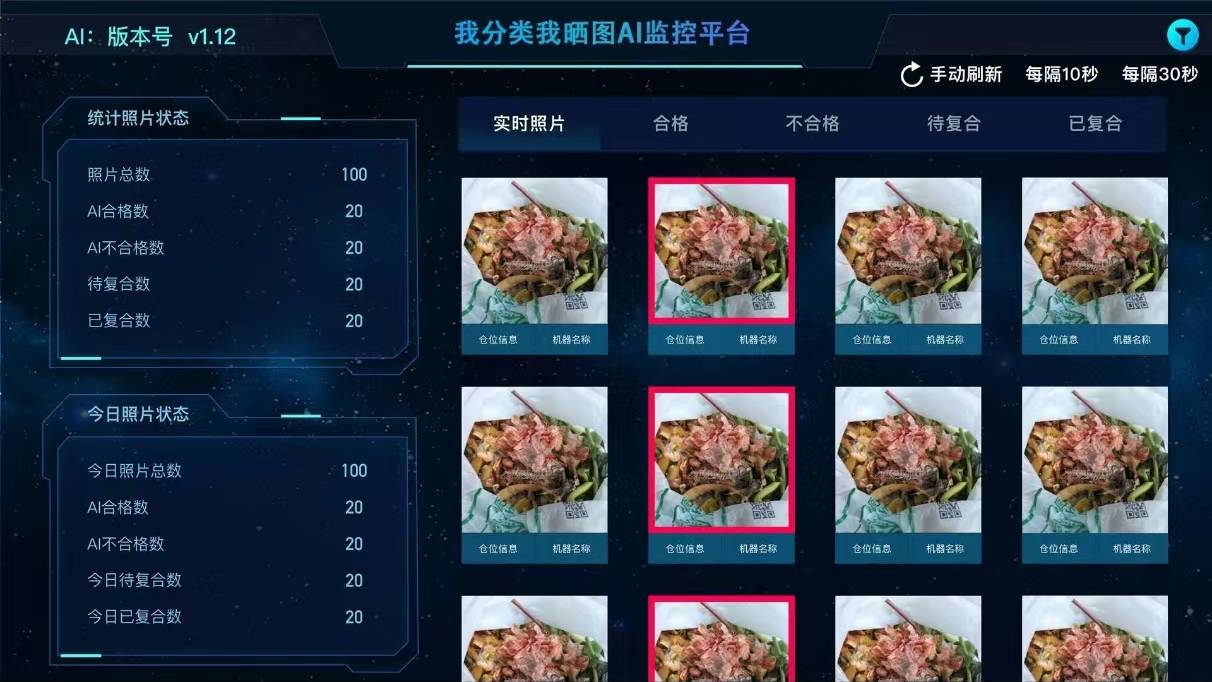 AI：版本号 v1.12
我分类我晒图AI监控平台
手动刷新 每隔10秒 每隔30秒
统计照片状态
照片总数 100
AI合格数 20
AI不合格数 20
待复合数 20
已复合数 20
今日照片状态
今日照片总数 100
AI合格数 20
AI不合格数 20
今日待复合数 20
今日已复合数 20
实时照片 合格 不合格 待复合 已复合
仓位信息 机器名称 仓位信息 机器名称 仓位信息 机器名称 仓位信息 机器名称
仓位信息 机器名称 仓位信息 机器名称 仓位信息 机器名称 仓位信息 机器名称